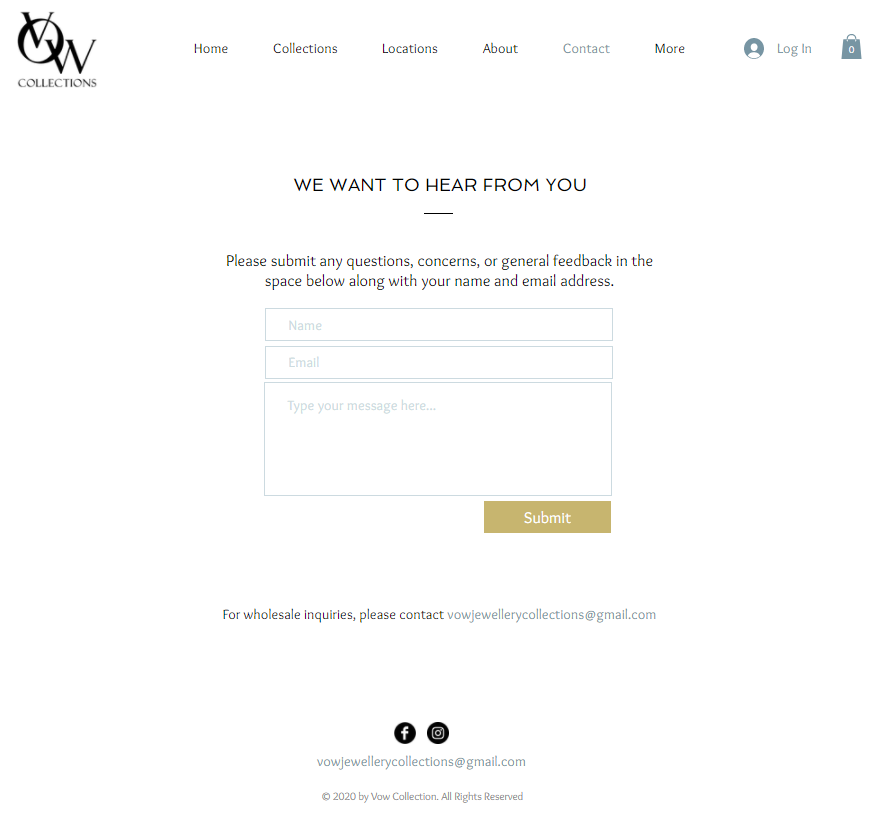 VOW
COLLECTIONS
Home Collections Locations About Contact More Log In 0
WE WANT TO HEAR FROM YOU
Please submit any questions, concerns, or general feedback in the
space below along with your name and email address.
Name
Email
Type your message here...
Submit
For wholesale inquiries, please contact vowjewellerycollections@gmail.com
vowjewellerycollections@gmail.com
© 2020 by Vow Collection. All Rights Reserved